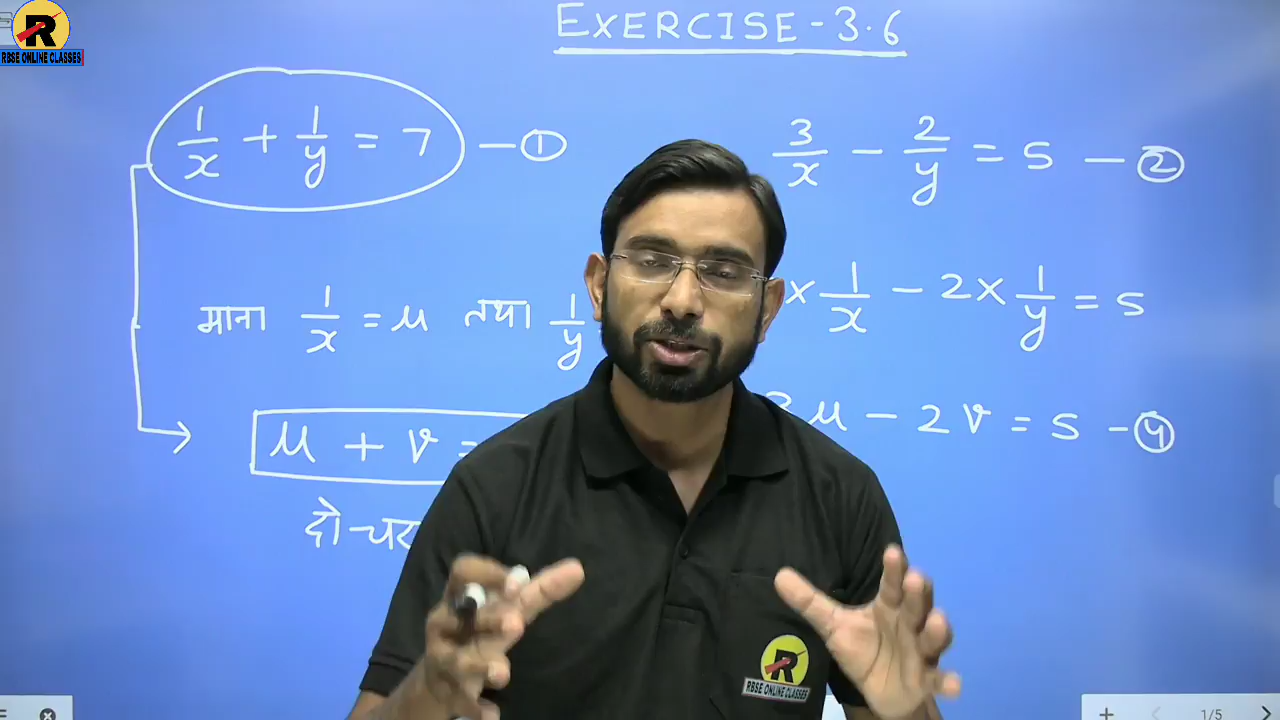 R
RBSE ONLINE CLASSES
EXERCISE-3.6
1/x + 1/y = 7 — ①
3/x − 2/y = 5 — ②
माना 1/x = u तथा 1/y
× 1/x − 2 × 1/y = 5
u + v =
3u − 2v = 5 — ④
दो-चर
R
RBSE ONLINE CLASSES
1/5